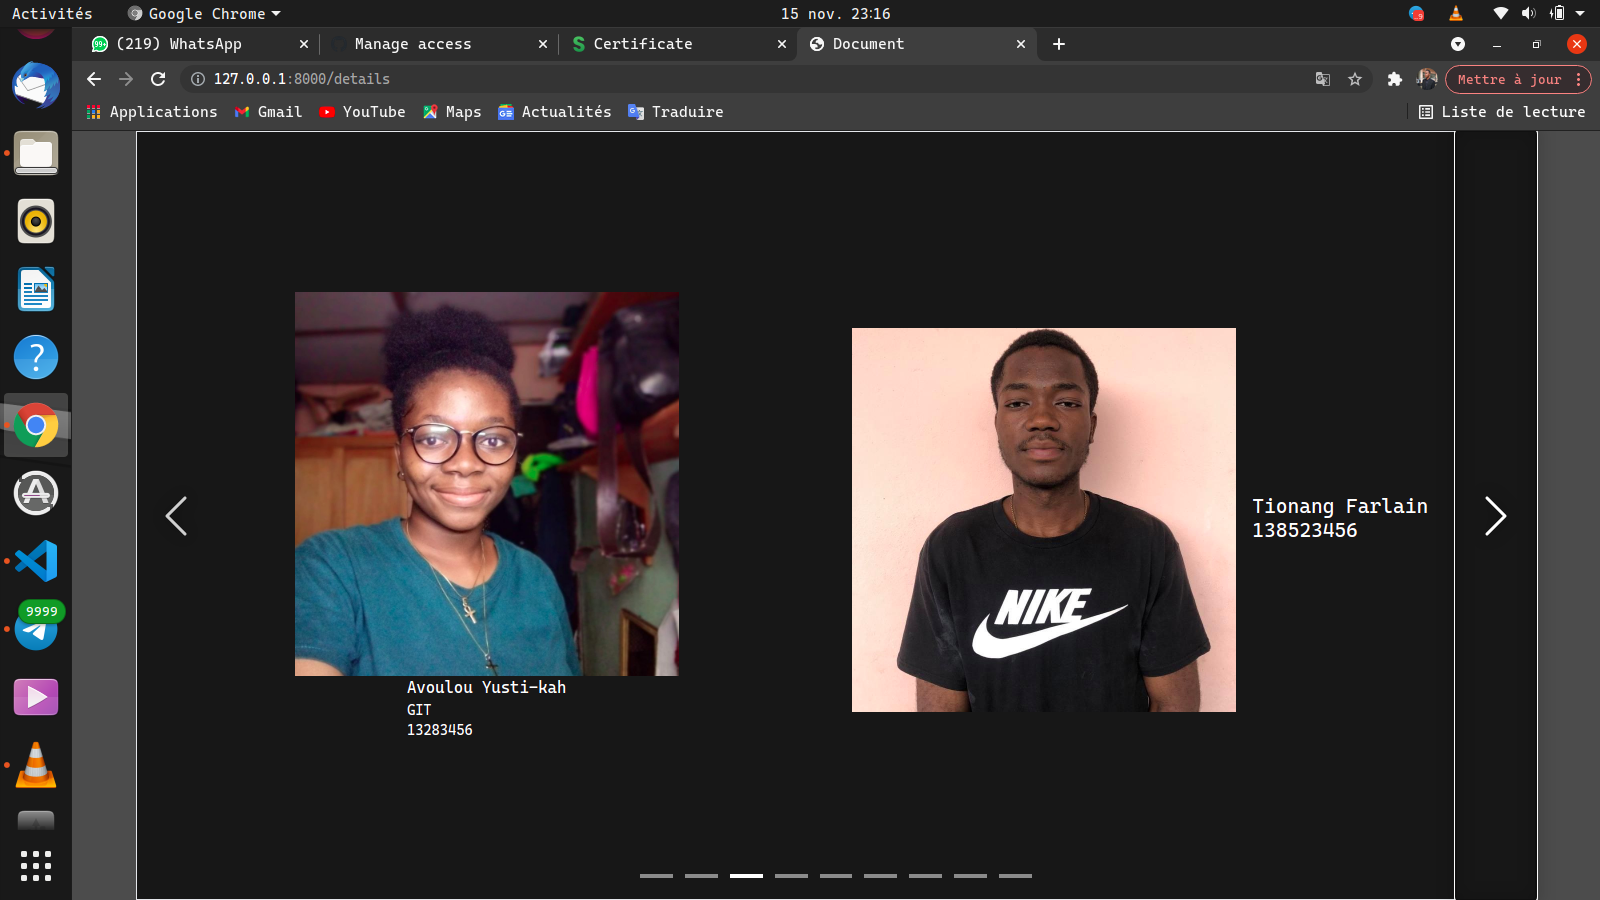 Activités
Google Chrome
15 nov. 23:16
99+
(219) WhatsApp
Manage access
Certificate
Document
127.0.0.1:8000/details
Mettre à jour
Applications
Gmail
YouTube
Maps
Actualités
Traduire
Liste de lecture
9999
NIKE
Tionang Farlain
138523456
Avoulou Yusti-kah
GIT
13283456